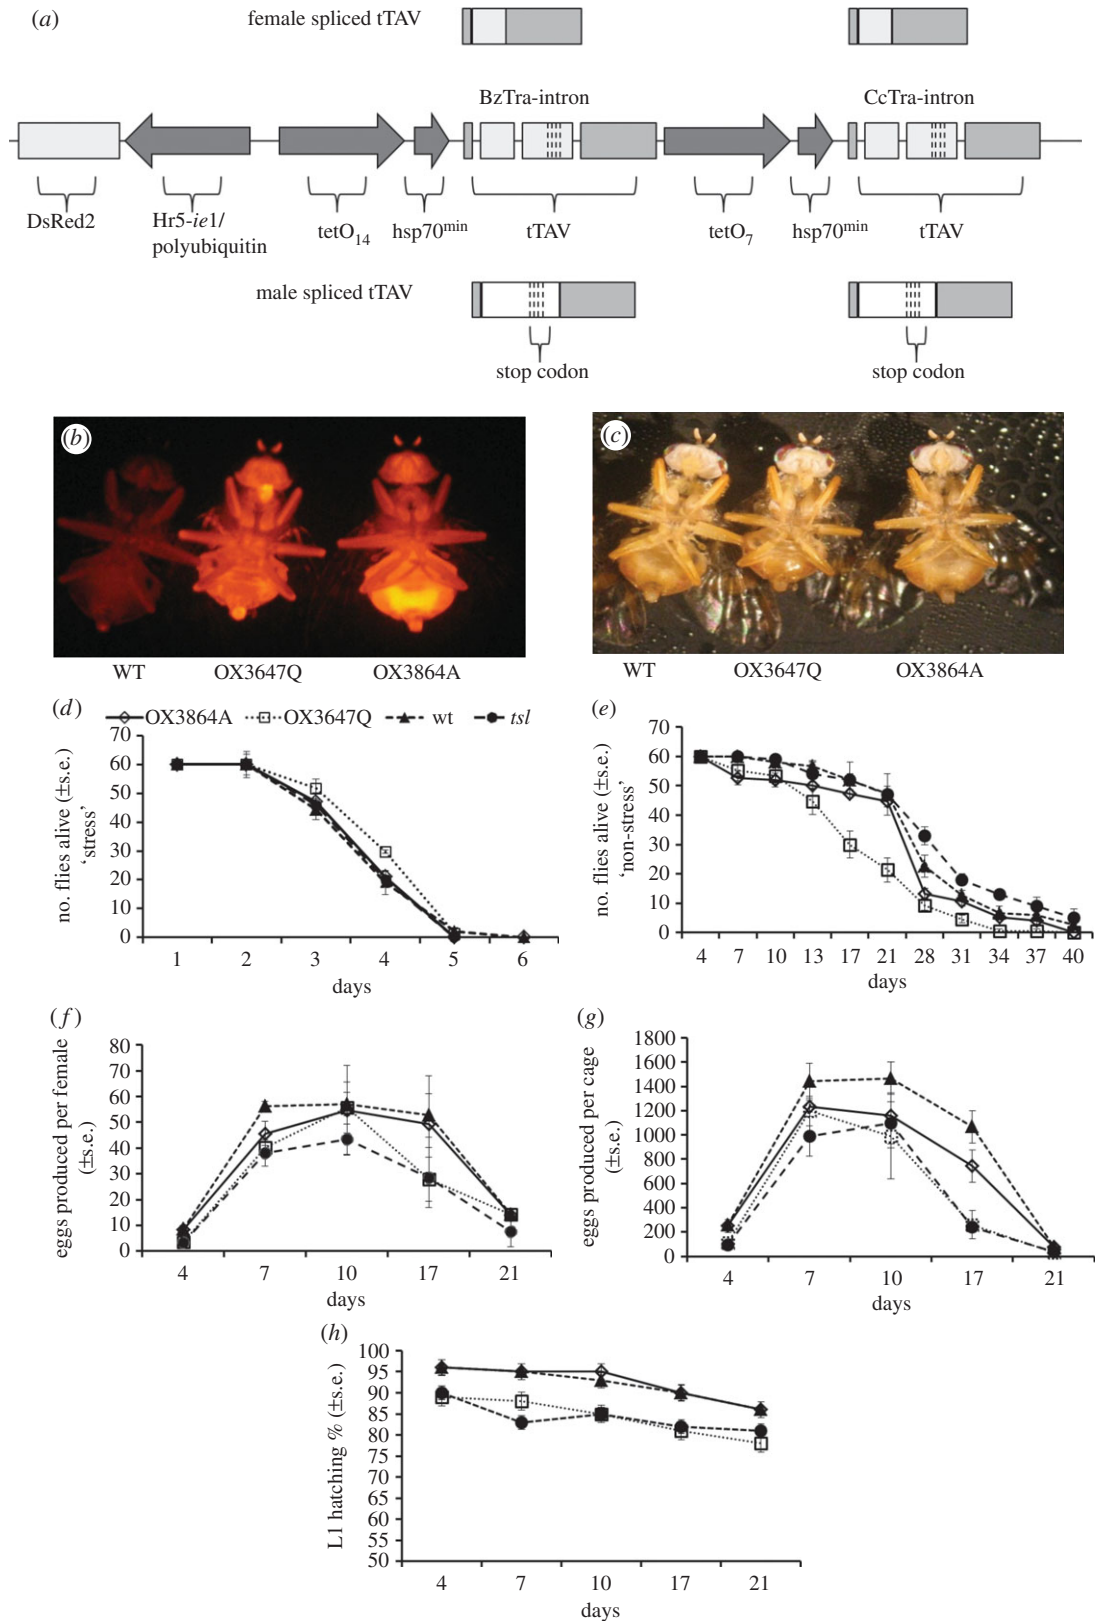 (a)
female spliced tTAV
BzTra-intron
CcTra-intron
DsRed2
Hr5-ie1/
polyubiquitin
tetO14
hsp70min
tTAV
tetO7
hsp70min
tTAV
male spliced tTAV
stop codon
stop codon
(b)
WT
OX3647Q
OX3864A
(c)
WT
OX3647Q
OX3864A
(d)
OX3864A
OX3647Q
wt
tsl
no. flies alive (±s.e.)
‘stress’
70
60
50
40
30
20
10
0
1 2 3 4 5 6
days
(e)
no. flies alive (±s.e.)
‘non-stress’
70
60
50
40
30
20
10
0
4 7 10 13 17 21 28 31 34 37 40
days
(f)
eggs produced per female
(±s.e.)
80
70
60
50
40
30
20
10
0
4 7 10 17 21
days
(g)
eggs produced per cage
(±s.e.)
1800
1600
1400
1200
1000
800
600
400
200
0
4 7 10 17 21
days
(h)
L1 hatching % (±s.e.)
100
95
90
85
80
75
70
65
60
55
50
4 7 10 17 21
days